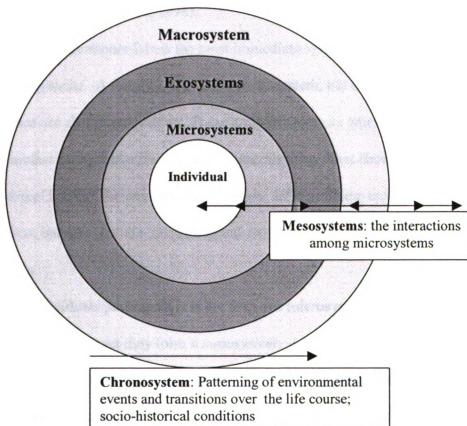 Macrosystem
Exosystems
Microsystems
Individual
Mesosystems: the interactions
among microsystems
Chronosystem: Patterning of environmental
events and transitions over the life course;
socio-historical conditions